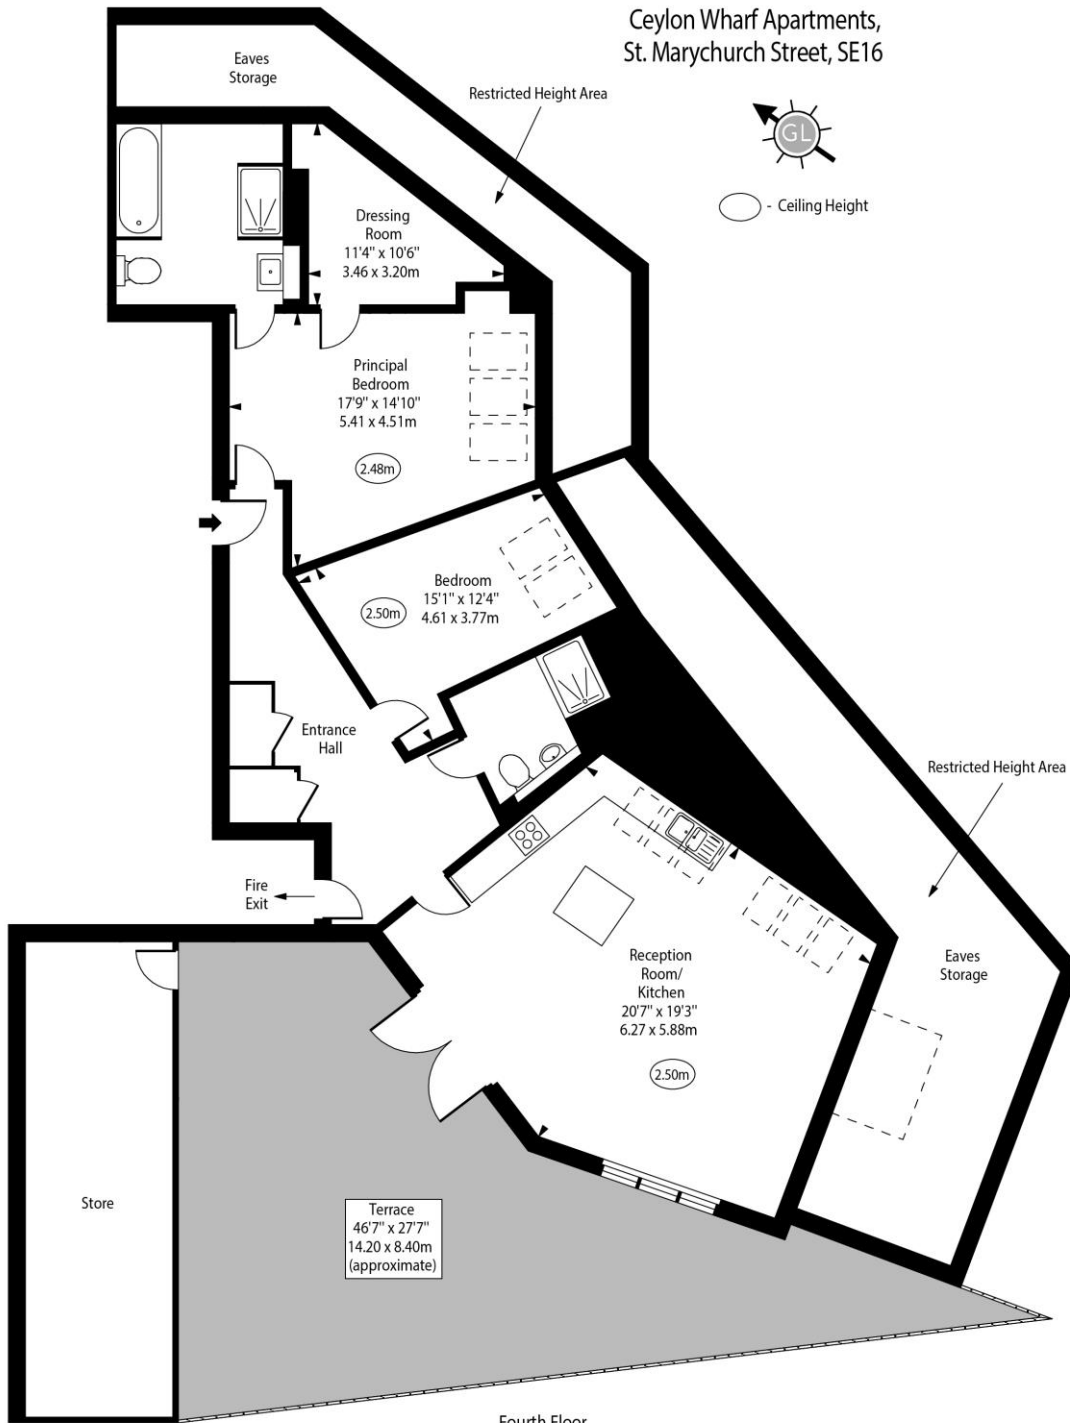 Ceylon Wharf Apartments,
St. Marychurch Street, SE16
Eaves
Storage
Restricted Height Area
GL
- Ceiling Height
Dressing
Room
11'4" x 10'6"
3.46 x 3.20m
Principal
Bedroom
17'9" x 14'10"
5.41 x 4.51m
2.48m
Bedroom
15'1" x 12'4"
4.61 x 3.77m
2.50m
Entrance
Hall
Restricted Height Area
Fire
Exit
Reception
Room/
Kitchen
20'7" x 19'3"
6.27 x 5.88m
2.50m
Eaves
Storage
Store
Terrace
46'7" x 27'7"
14.20 x 8.40m
(approximate)
Fourth Floor